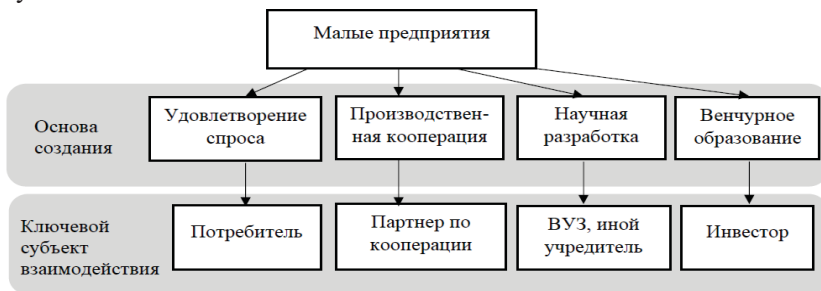 Малые предприятия
Основа
создания
Удовлетворение
спроса
Производствен-
ная кооперация
Научная
разработка
Венчурное
образование
Ключевой
субъект
взаимодействия
Потребитель
Партнер по
кооперации
ВУЗ, иной
учредитель
Инвестор